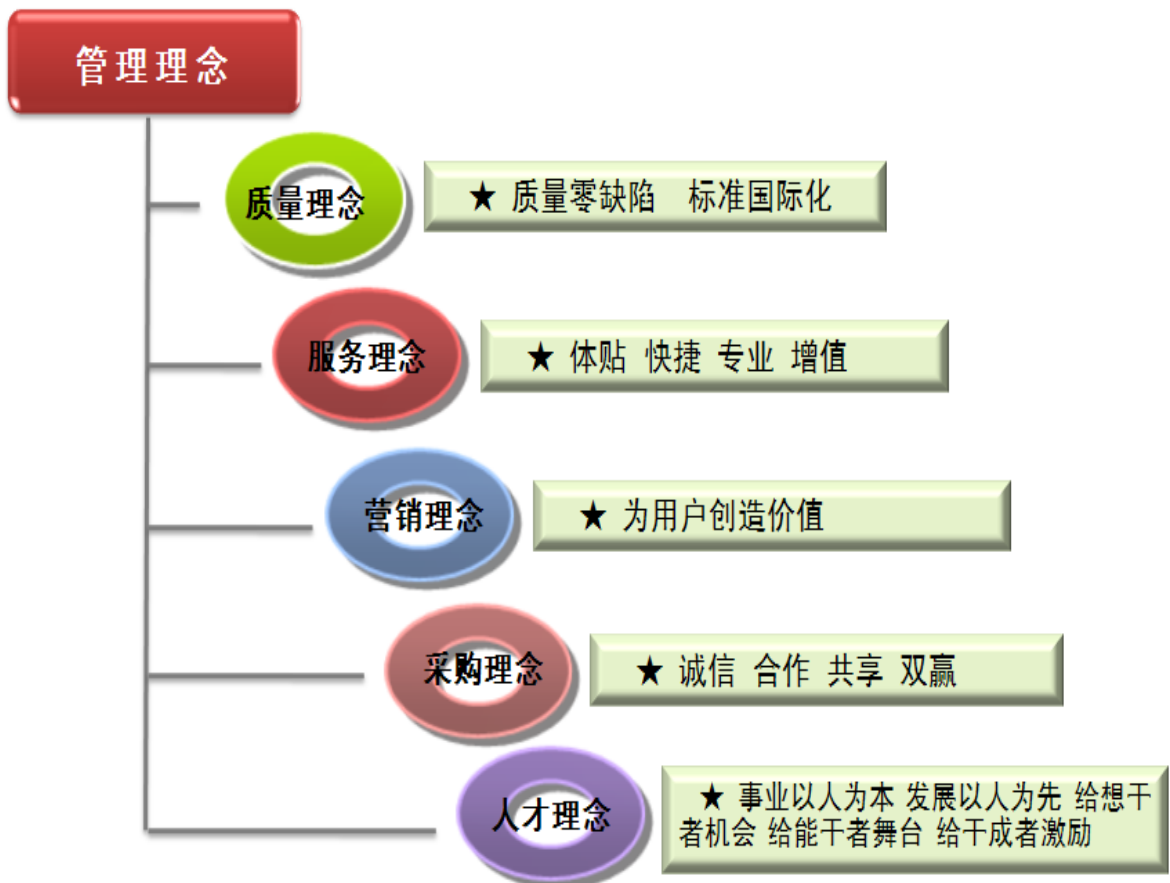 管理理念
质量理念
★ 质量零缺陷 标准国际化
服务理念
★ 体贴 快捷 专业 增值
营销理念
★ 为用户创造价值
采购理念
★ 诚信 合作 共享 双赢
人才理念
★ 事业以人为本 发展以人为先 给想干
者机会 给能干者舞台 给干成者激励